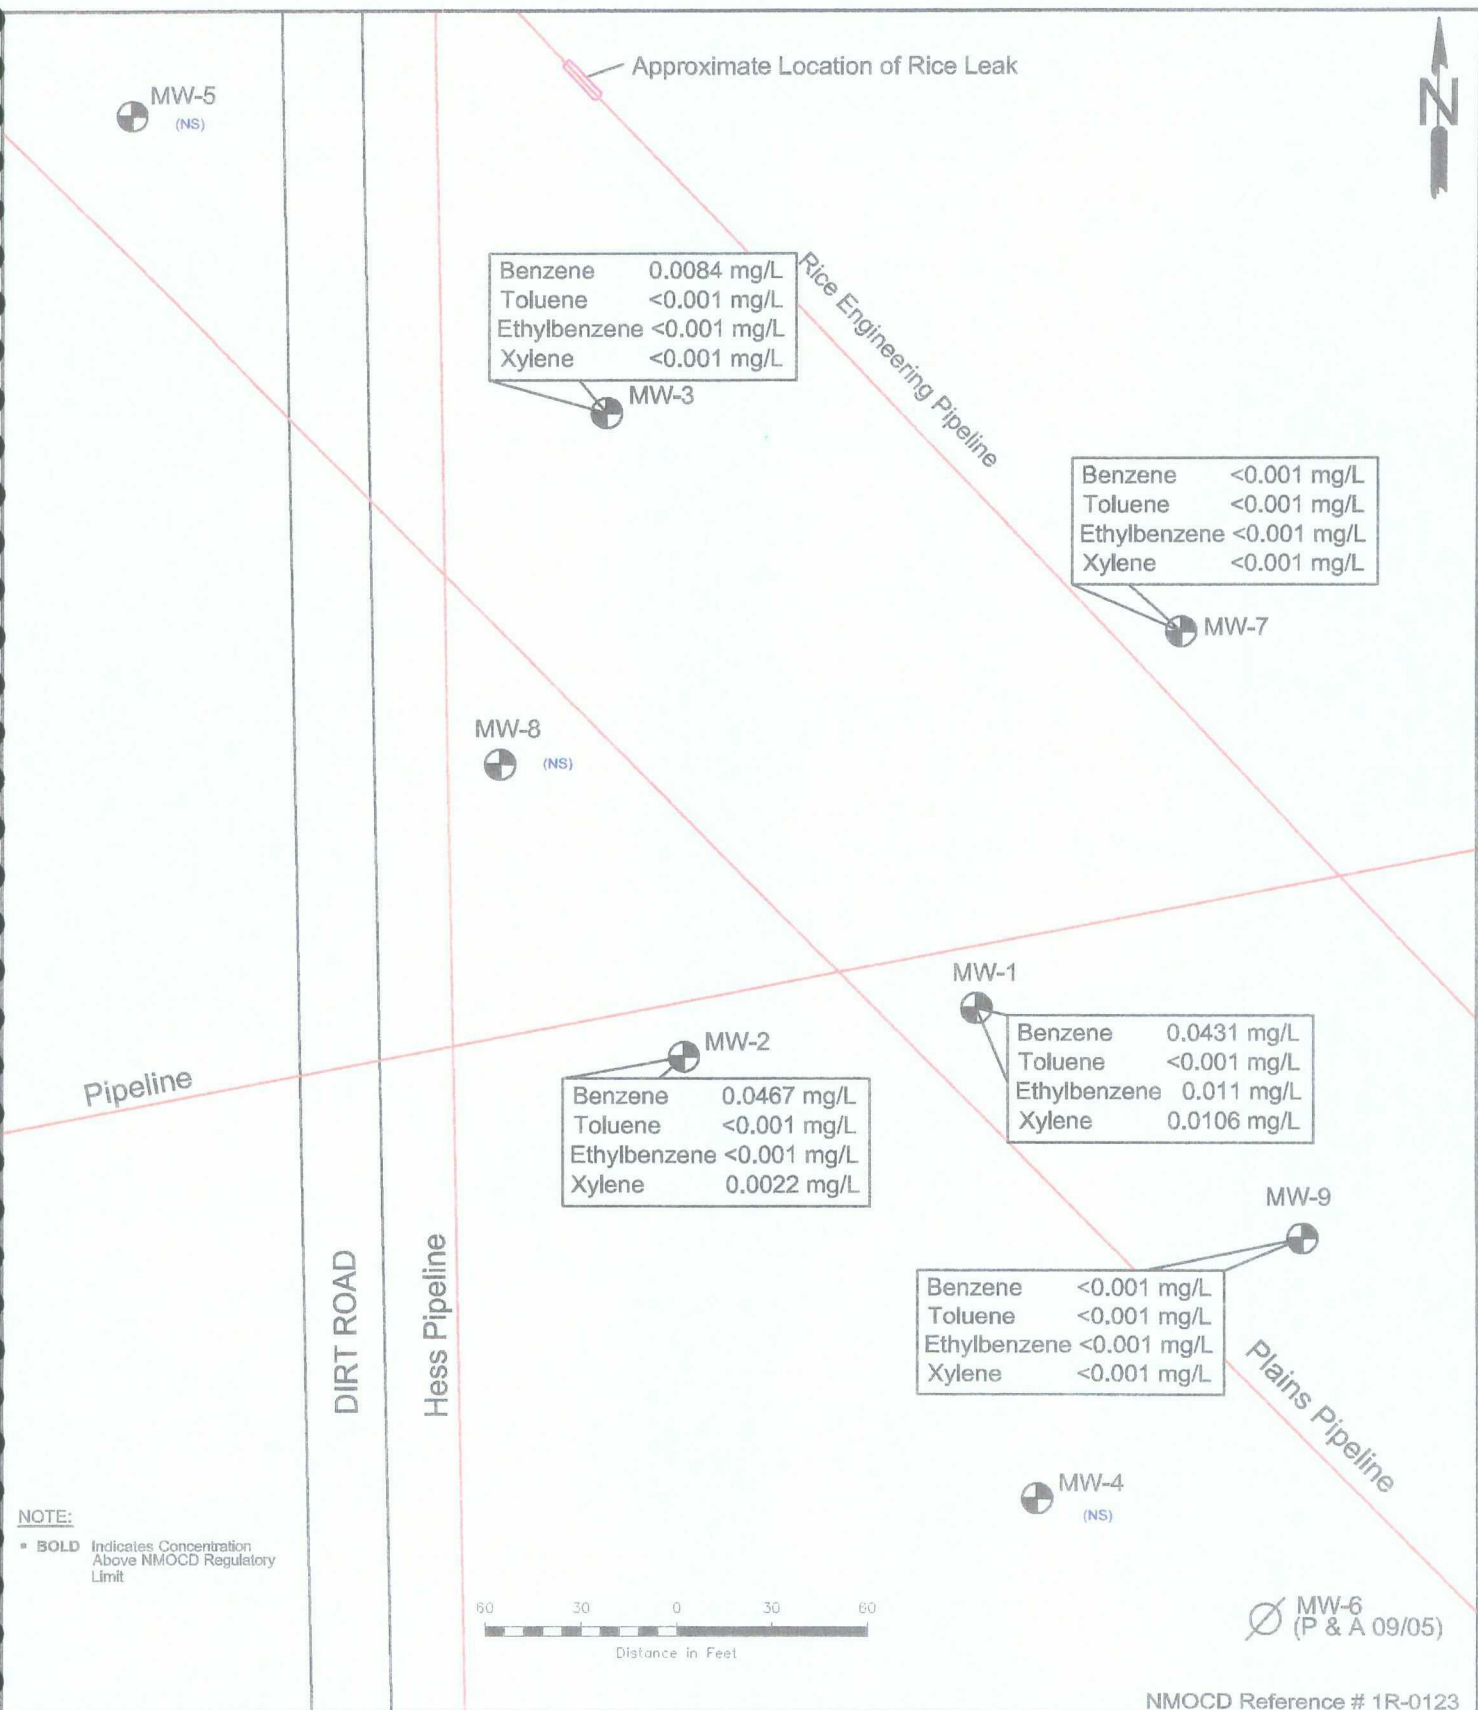 Approximate Location of Rice Leak
N
MW-5
(NS)
Benzene 0.0084 mg/L
Toluene <0.001 mg/L
Ethylbenzene <0.001 mg/L
Xylene <0.001 mg/L
MW-3
Rice Engineering Pipeline
Benzene <0.001 mg/L
Toluene <0.001 mg/L
Ethylbenzene <0.001 mg/L
Xylene <0.001 mg/L
MW-7
MW-8
(NS)
MW-1
Benzene 0.0431 mg/L
Toluene <0.001 mg/L
Ethylbenzene 0.011 mg/L
Xylene 0.0106 mg/L
MW-2
Benzene 0.0467 mg/L
Toluene <0.001 mg/L
Ethylbenzene <0.001 mg/L
Xylene 0.0022 mg/L
Pipeline
MW-9
Benzene <0.001 mg/L
Toluene <0.001 mg/L
Ethylbenzene <0.001 mg/L
Xylene <0.001 mg/L
DIRT ROAD
Hess Pipeline
Plains Pipeline
MW-4
(NS)
NOTE:
• BOLD Indicates Concentration
Above NMOCD Regulatory
Limit
60 30 0 30 60
Distance in Feet
MW-6
(P & A 09/05)
NMOCD Reference # 1R-0123